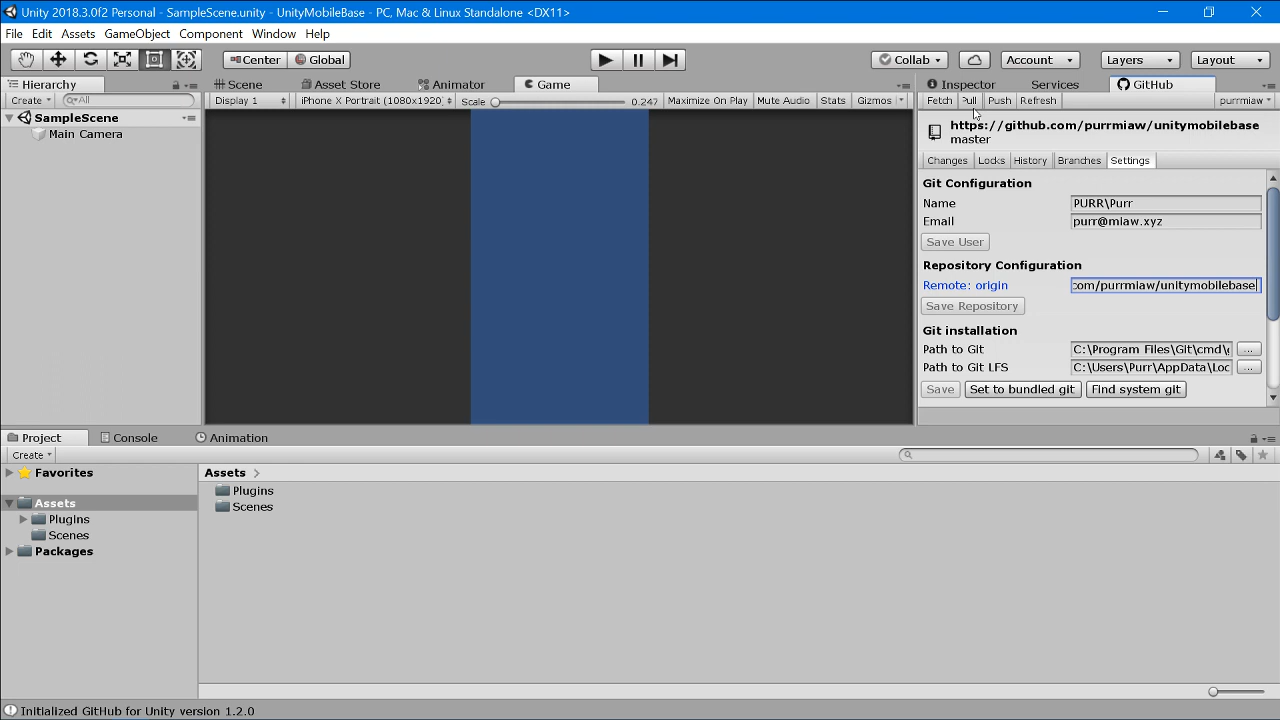 Unity 2018.3.0f2 Personal - SampleScene.unity - UnityMobileBase - PC, Mac & Linux Standalone <DX11>
File Edit Assets GameObject Component Window Help
Center Global Collab Account Layers Layout
Hierarchy Scene Asset Store Animator Game Inspector Services GitHub
Create All Display 1 iPhone X Portrait (1080x1920) Scale 0.247 Maximize On Play Mute Audio Stats Gizmos Fetch Pull Push Refresh purrmiaw
SampleScene
Main Camera
https://github.com/purrmiaw/unitymobilebase
master
Changes Locks History Branches Settings
Git Configuration
Name PURR\Purr
Email purr@miaw.xyz
Save User
Repository Configuration
Remote: origin com/purrmiaw/unitymobilebase
Save Repository
Git installation
Path to Git C:\Program Files\Git\cmd\g ...
Path to Git LFS C:\Users\Purr\AppData\Loc ...
Save Set to bundled git Find system git
Project Console Animation
Create
Favorites
Assets
Plugins
Scenes
Packages
Assets
Plugins
Scenes
Initialized GitHub for Unity version 1.2.0